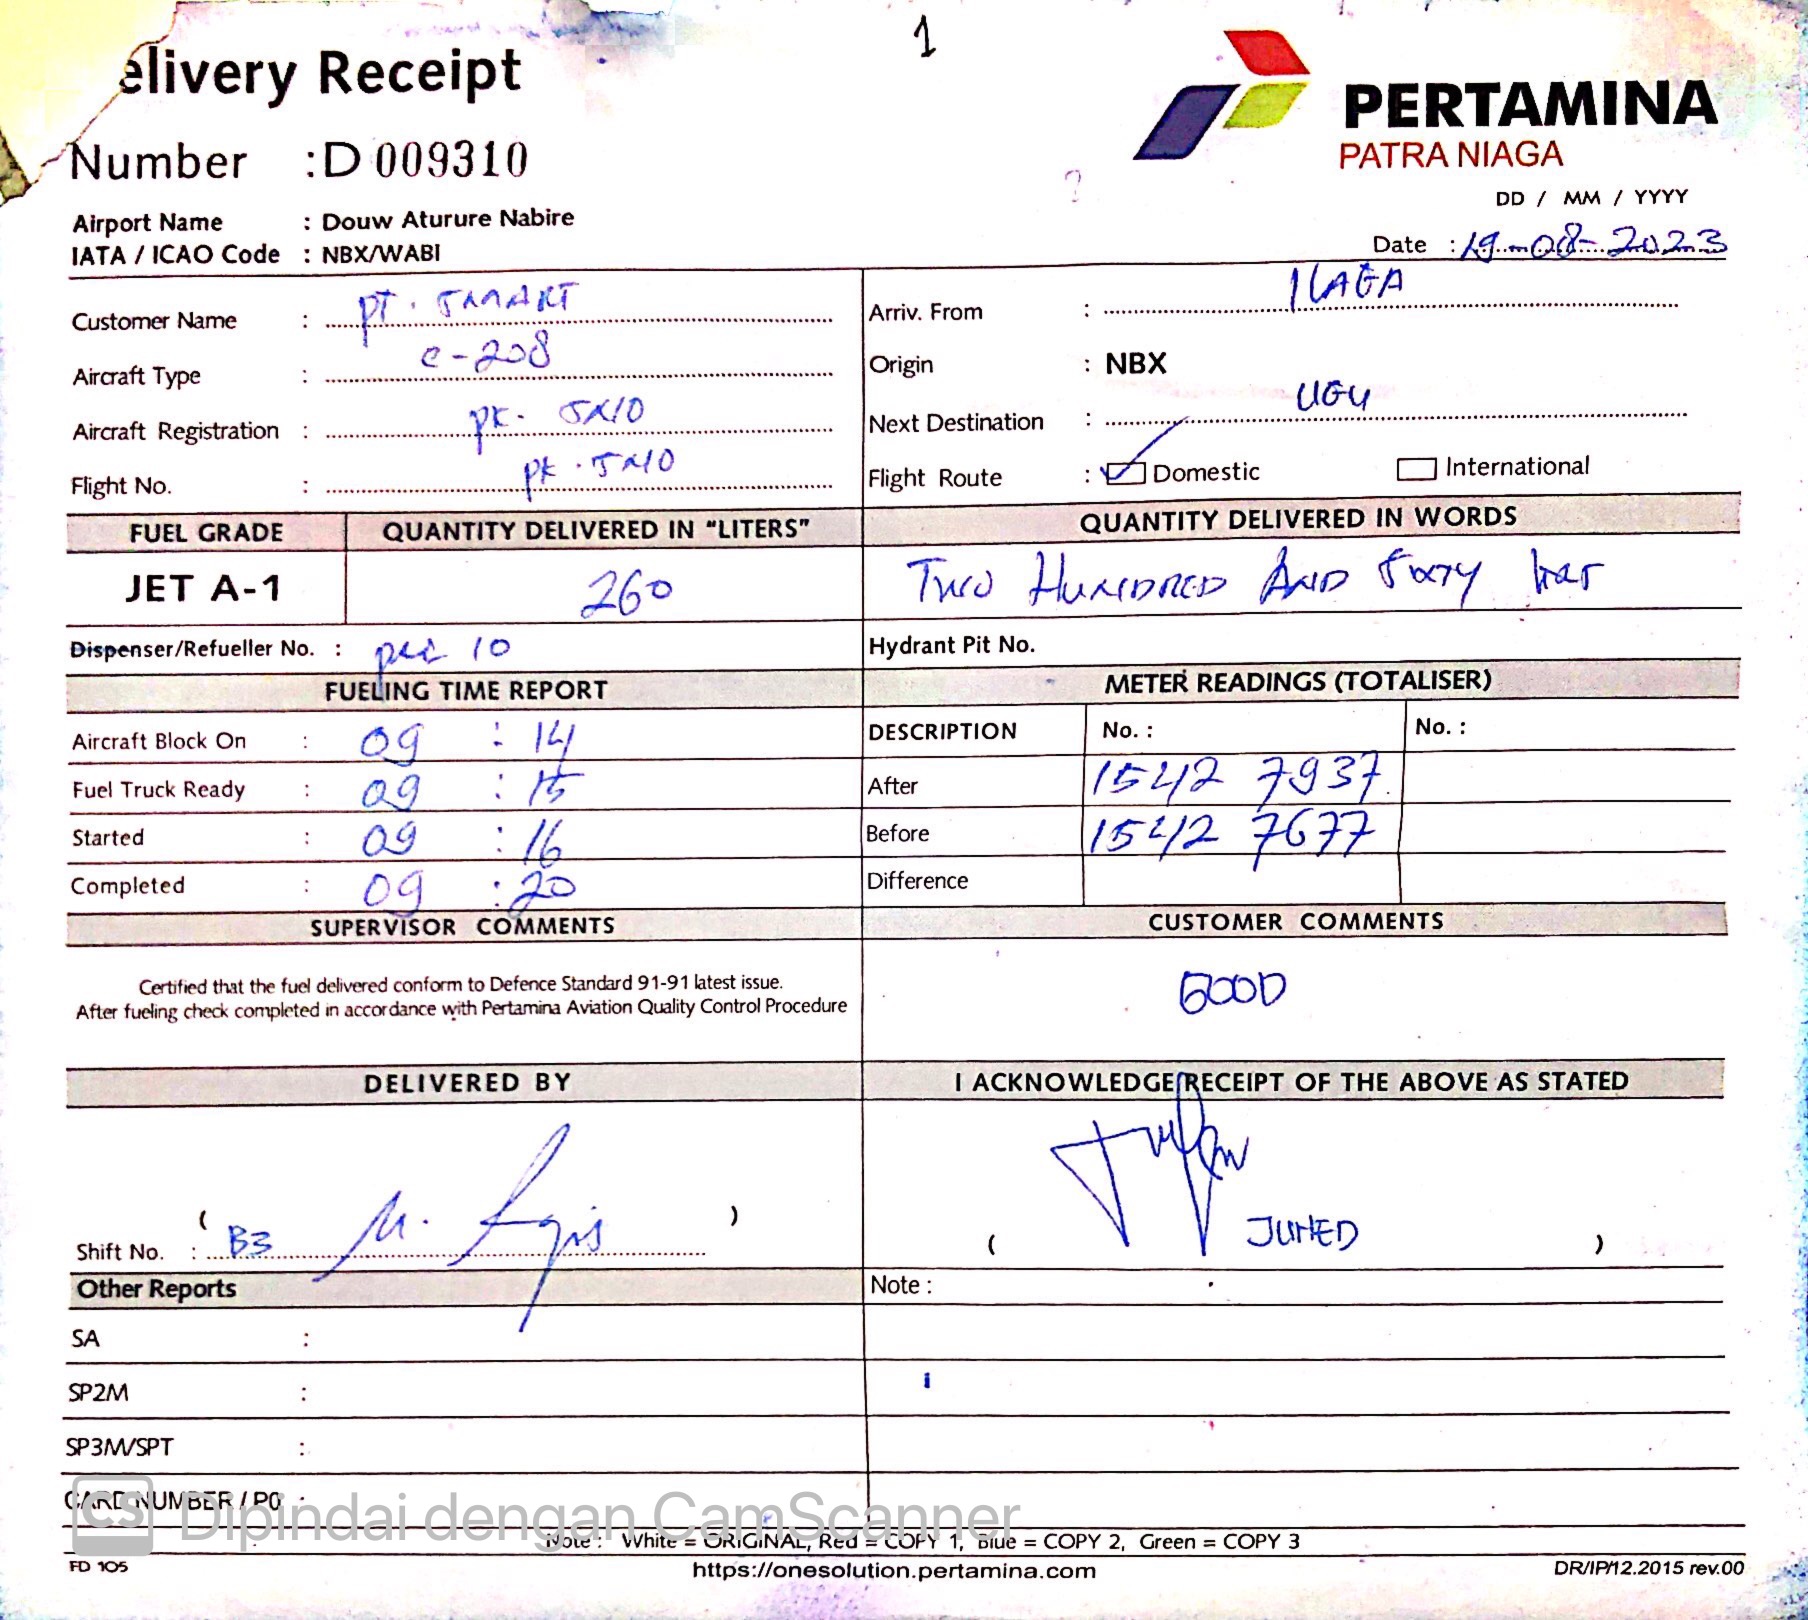 1
elivery Receipt
PERTAMINA
PATRA NIAGA
Number : D 009310
DD / MM / YYYY
Airport Name : Douw Aturure Nabire
IATA / ICAO Code : NBX/WABI
Date : 19-08-2023
Customer Name : PT. SMART
Arriv. From : ILAGA
Aircraft Type : C-208
Origin : NBX
Aircraft Registration : PK-
Next Destination :
Flight No. : PK.
Flight Route : Domestic International
FUEL GRADE QUANTITY DELIVERED IN "LITERS" QUANTITY DELIVERED IN WORDS
JET A-1 260 TWO HUNDRED AND SIXTY
Dispenser/Refueller No. : 10
Hydrant Pit No.
FUELING TIME REPORT METER READINGS (TOTALISER)
Aircraft Block On : 09 : 14
DESCRIPTION No. : No. :
Fuel Truck Ready : 09 : 15
After 1542 7937
Started : 09 : 16
Before 1542 7677
Completed : 09 : 20
Difference
SUPERVISOR COMMENTS CUSTOMER COMMENTS
Certified that the fuel delivered conform to Defence Standard 91-91 latest issue.
After fueling check completed in accordance with Pertamina Aviation Quality Control Procedure
GOOD
DELIVERED BY I ACKNOWLEDGE RECEIPT OF THE ABOVE AS STATED
( )
Shift No. : B3
( JUHED )
Other Reports Note :
SA :
SP2M :
SP3M/SPT :
CARD NUMBER / PO :
CS Dipindai dengan CamScanner
Note : White = ORIGINAL, Red = COPY 1, Blue = COPY 2, Green = COPY 3
FD 105 https://onesolution.pertamina.com DR/IP/12.2015 rev.00